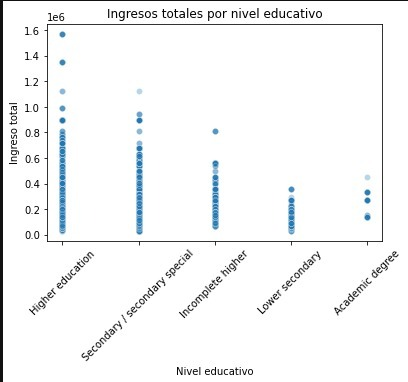 Ingresos totales por nivel educativo
1e6
1.6
1.4
1.2
1.0
0.8
0.6
0.4
0.2
0.0
Ingreso total
Higher education
Secondary / secondary special
Incomplete higher
Lower secondary
Academic degree
Nivel educativo